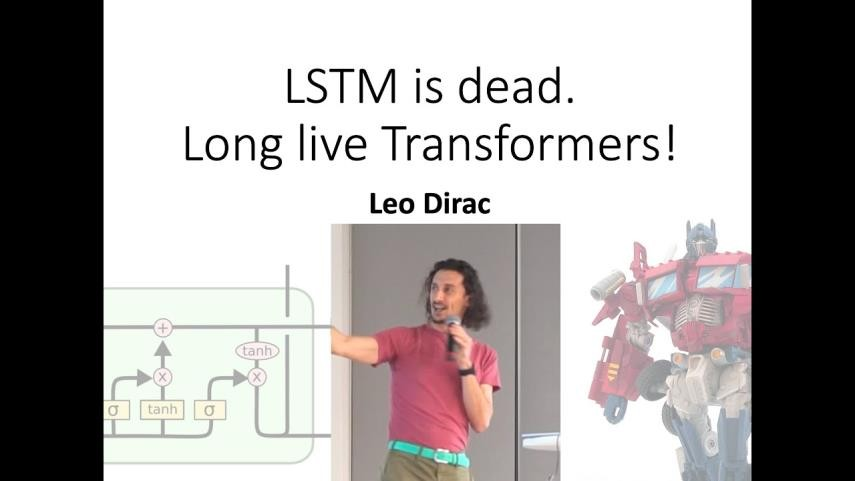 LSTM is dead.
Long live Transformers!
Leo Dirac
+
tanh
x
x
σ
tanh
σ